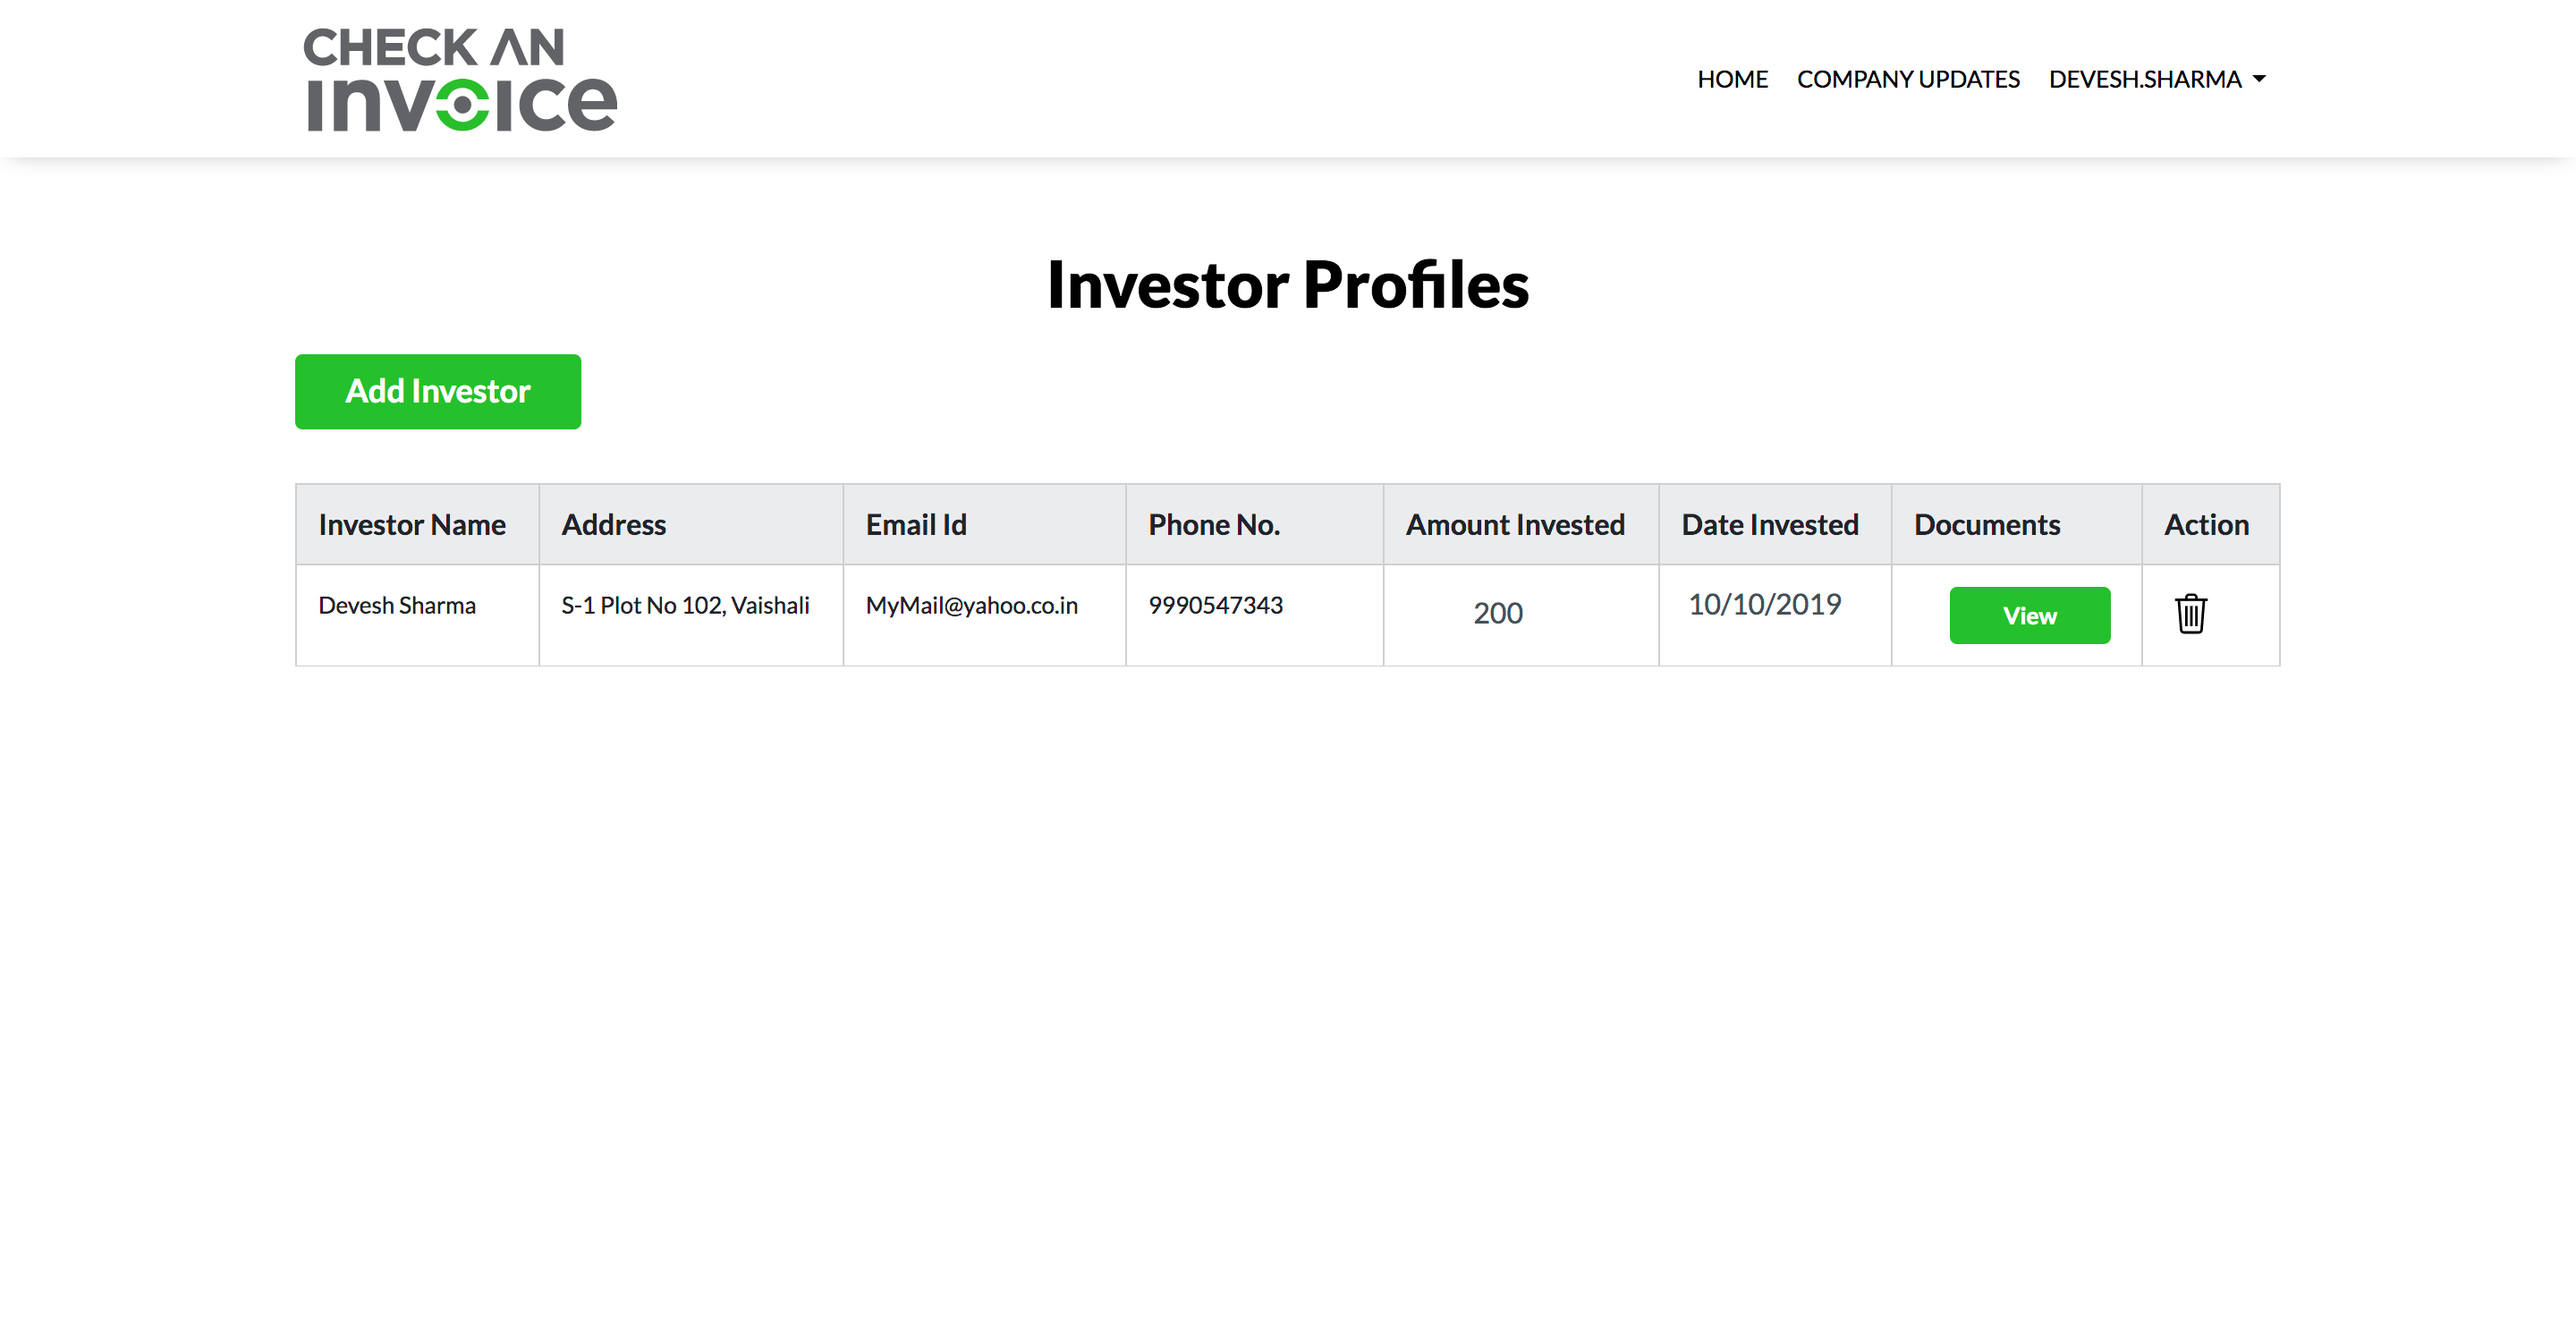 CHECK AN
invoice
HOME COMPANY UPDATES DEVESH.SHARMA
Investor Profiles
Add Investor
Investor Name Address Email Id Phone No. Amount Invested Date Invested Documents Action
Devesh Sharma S-1 Plot No 102, Vaishali MyMail@yahoo.co.in 9990547343 200 10/10/2019 View